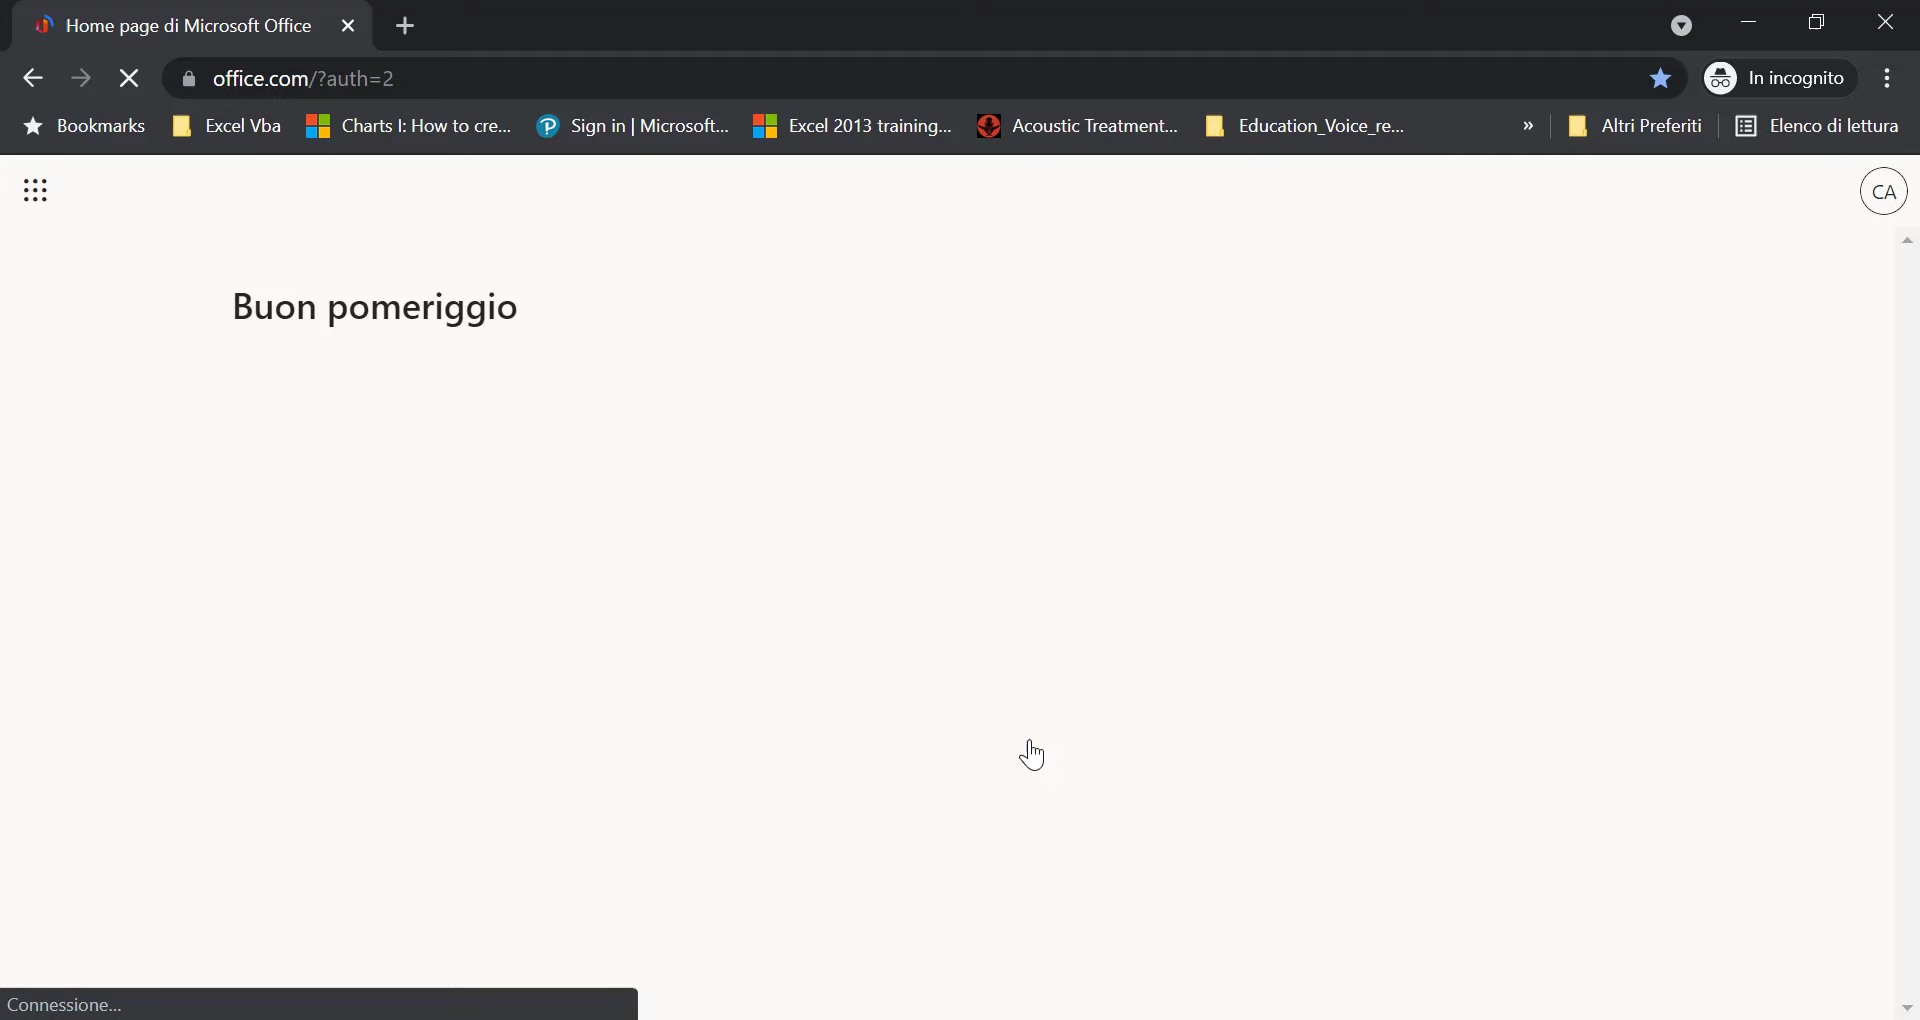 Home page di Microsoft Office
office.com/?auth=2
In incognito
Bookmarks
Excel Vba
Charts I: How to cre...
Sign in | Microsoft...
Excel 2013 training...
Acoustic Treatment...
Education_Voice_re...
»
Altri Preferiti
Elenco di lettura
CA
Buon pomeriggio
Connessione...